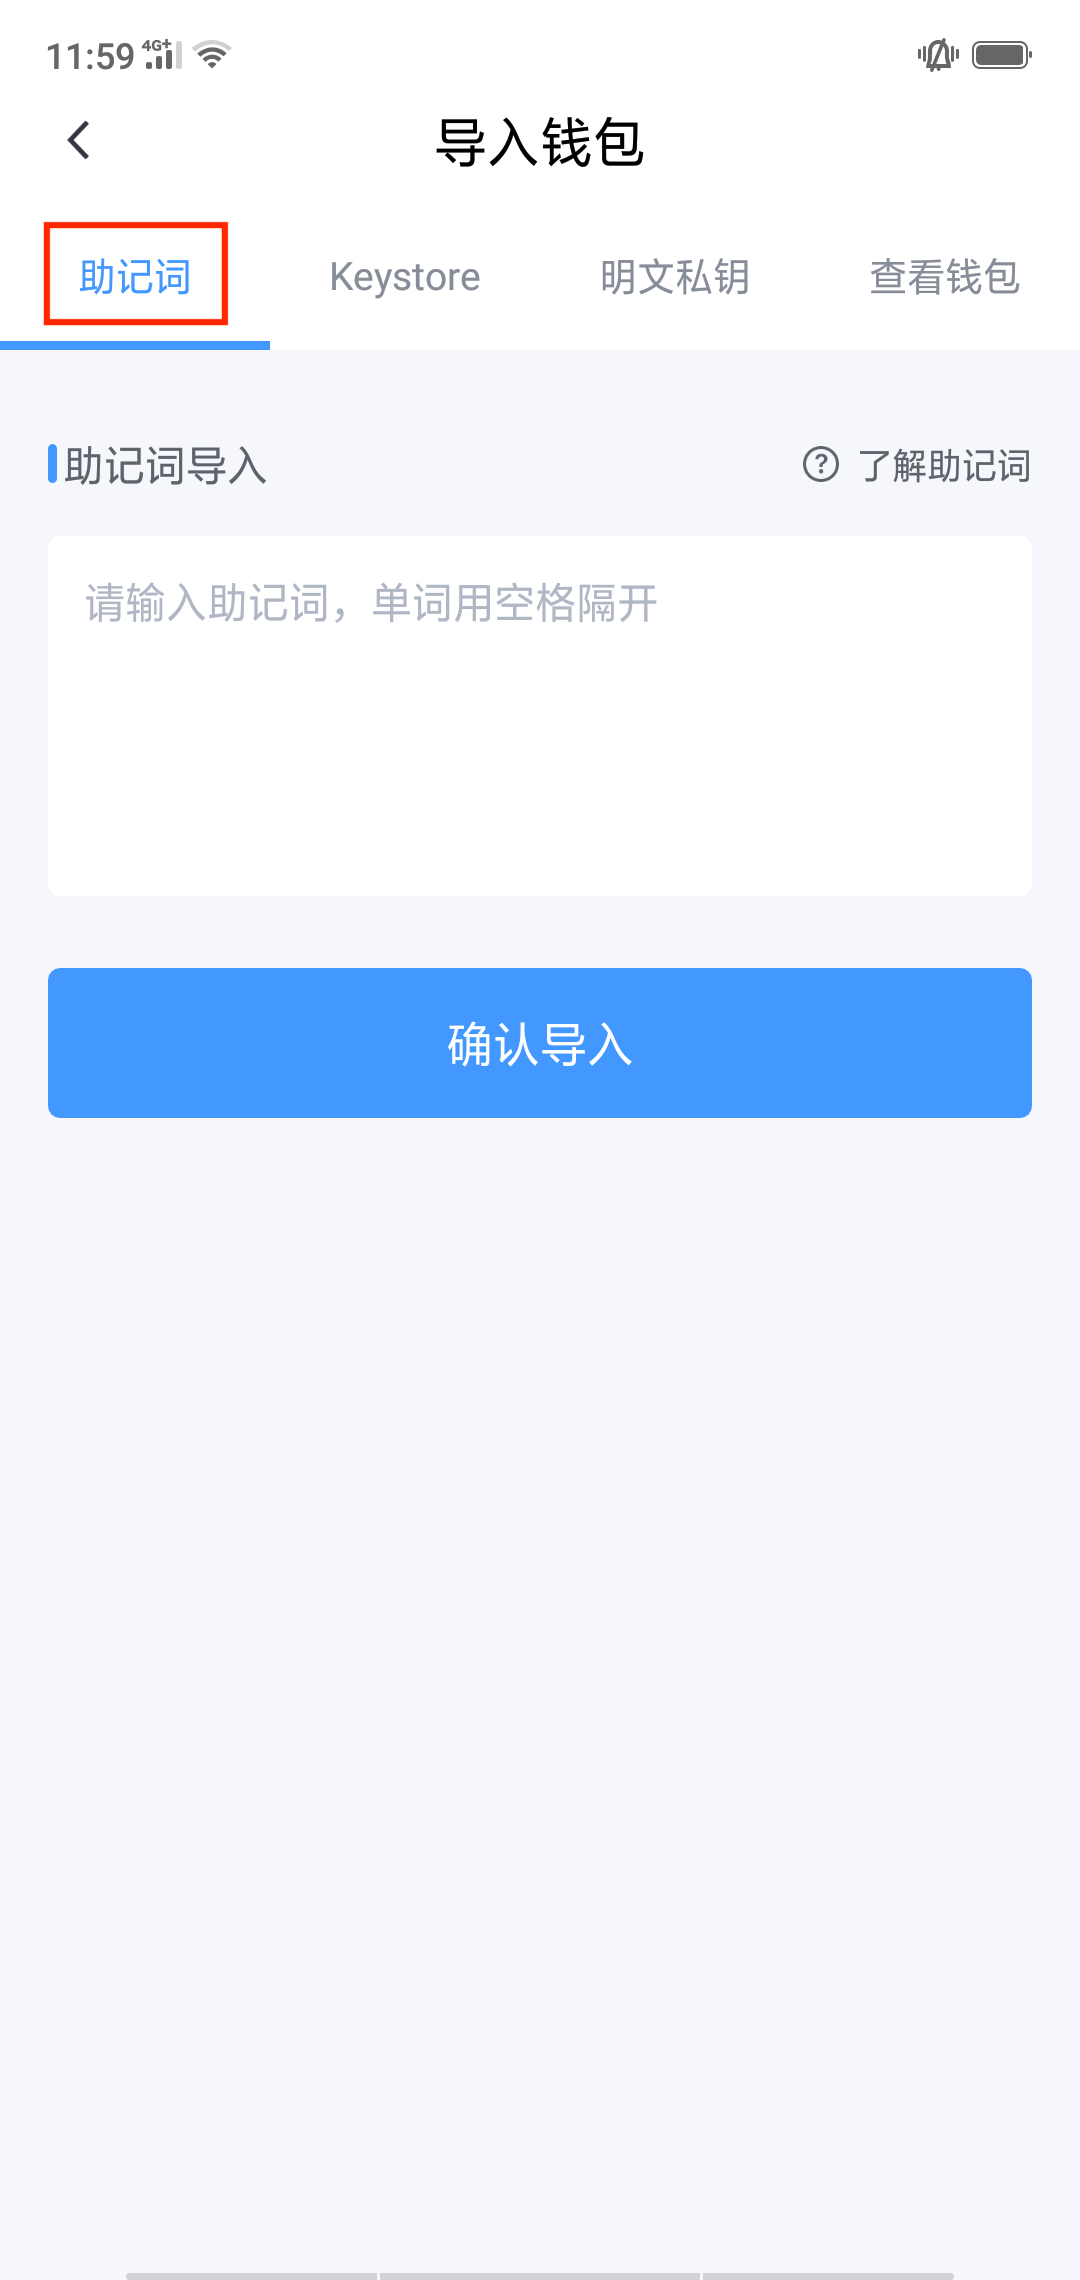 11:59 4G+
导入钱包
助记词 Keystore 明文私钥 查看钱包
助记词导入 ? 了解助记词
请输入助记词，单词用空格隔开
确认导入